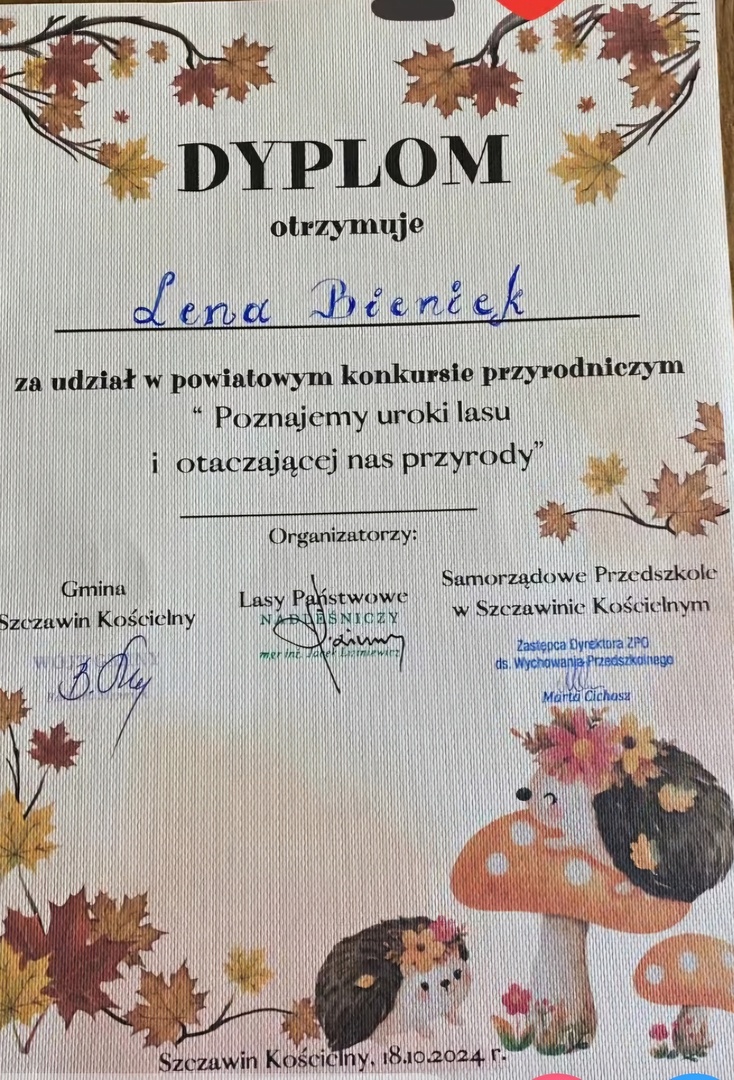 DYPLOM
otrzymuje
Lena Bieniek
za udział w powiatowym konkursie przyrodniczym
“ Poznajemy uroki lasu
i otaczającej nas przyrody”
Organizatorzy:
Gmina
Szczawin Kościelny
Lasy Państwowe
NADLEŚNICZY
mgr inż.
Samorządowe Przedszkole
w Szczawinie Kościelnym
Zastępca Dyrektora ZPO
ds. Wychowania Przedszkolnego
Marta Cichosz
Szczawin Kościelny, 18.10.2024 r.